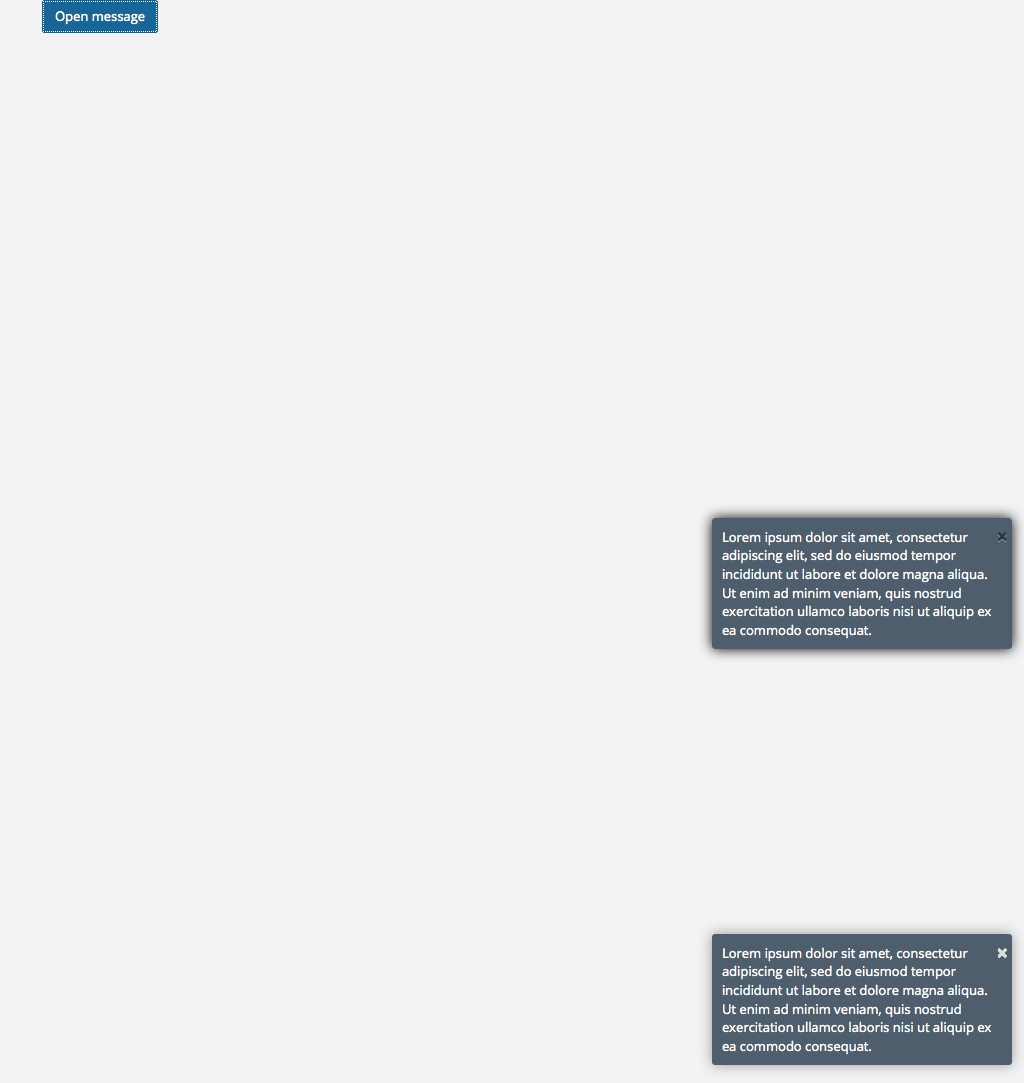 Open message
Lorem ipsum dolor sit amet, consectetur
adipiscing elit, sed do eiusmod tempor
incididunt ut labore et dolore magna aliqua.
Ut enim ad minim veniam, quis nostrud
exercitation ullamco laboris nisi ut aliquip ex
ea commodo consequat.
Lorem ipsum dolor sit amet, consectetur
adipiscing elit, sed do eiusmod tempor
incididunt ut labore et dolore magna aliqua.
Ut enim ad minim veniam, quis nostrud
exercitation ullamco laboris nisi ut aliquip ex
ea commodo consequat.